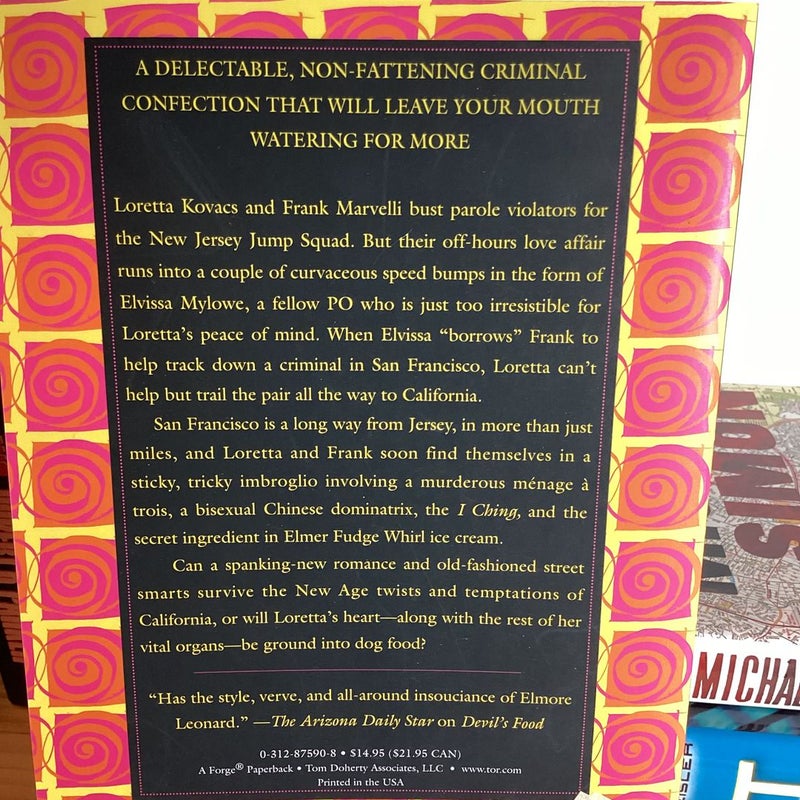 A DELECTABLE, NON-FATTENING CRIMINAL
CONFECTION THAT WILL LEAVE YOUR MOUTH
WATERING FOR MORE
Loretta Kovacs and Frank Marvelli bust parole violators for
the New Jersey Jump Squad. But their off-hours love affair
runs into a couple of curvaceous speed bumps in the form of
Elvissa Mylowe, a fellow PO who is just too irresistible for
Loretta's peace of mind. When Elvissa “borrows” Frank to
help track down a criminal in San Francisco, Loretta can't
help but trail the pair all the way to California.
San Francisco is a long way from Jersey, in more than just
miles, and Loretta and Frank soon find themselves in a
sticky, tricky imbroglio involving a murderous ménage à
trois, a bisexual Chinese dominatrix, the I Ching, and the
secret ingredient in Elmer Fudge Whirl ice cream.
Can a spanking-new romance and old-fashioned street
smarts survive the New Age twists and temptations of
California, or will Loretta's heart—along with the rest of her
vital organs—be ground into dog food?
“Has the style, verve, and all-around insouciance of Elmore
Leonard.” —The Arizona Daily Star on Devil's Food
0-312-87590-8 • $14.95 ($21.95 CAN)
A Forge® Paperback • Tom Doherty Associates, LLC • www.tor.com
Printed in the USA
MICHA